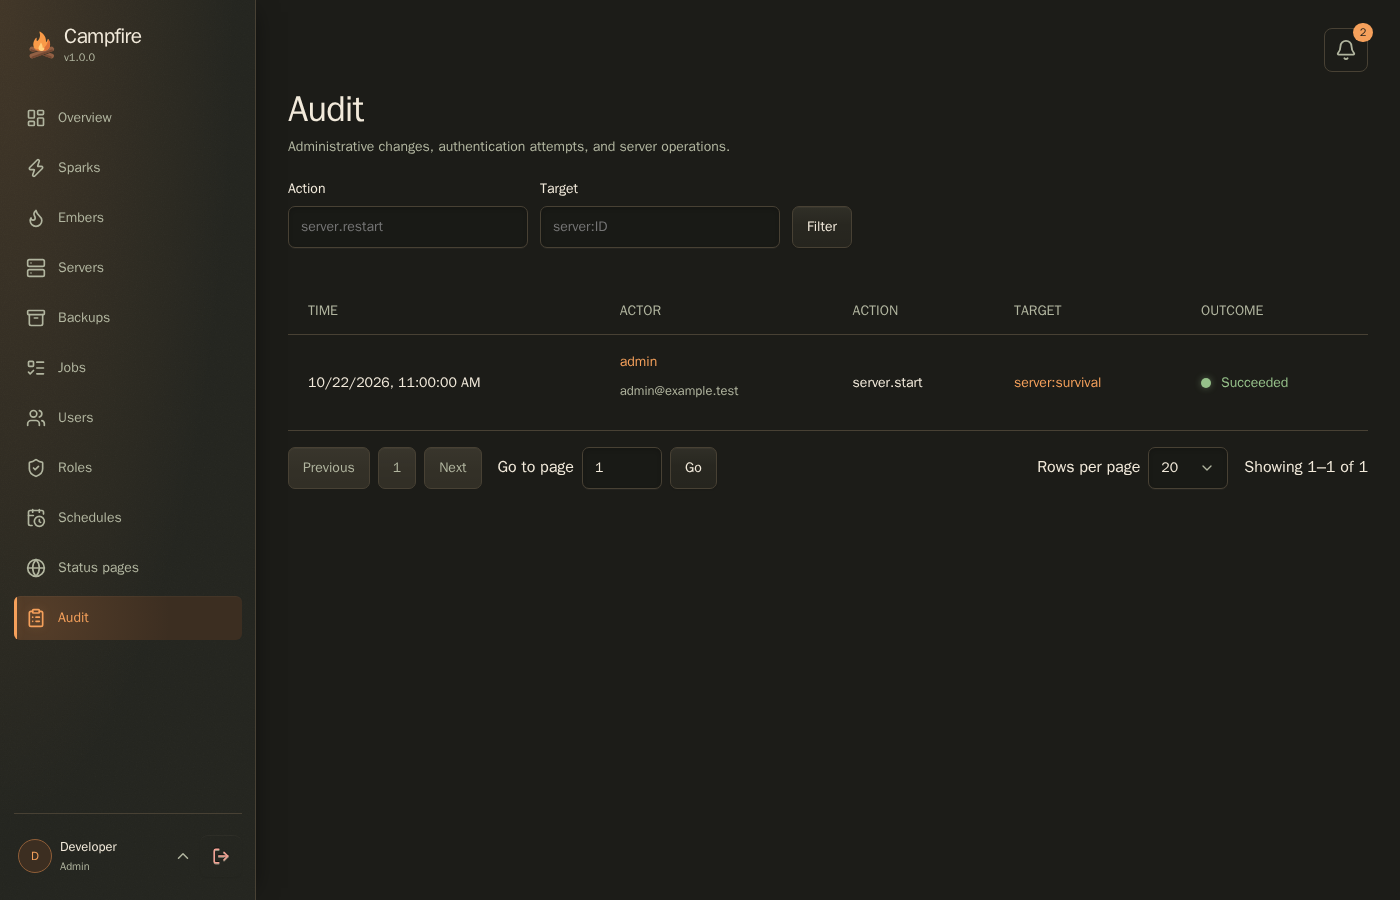 Campfire
v1.0.0
Overview
Sparks
Embers
Servers
Backups
Jobs
Users
Roles
Schedules
Status pages
Audit
Developer
Admin
D
2
Audit
Administrative changes, authentication attempts, and server operations.
Action
Target
server.restart
server:ID
Filter
TIME ACTOR ACTION TARGET OUTCOME
10/22/2026, 11:00:00 AM
admin
admin@example.test
server.start
server:survival
Succeeded
Previous 1 Next Go to page 1 Go
Rows per page 20 Showing 1–1 of 1